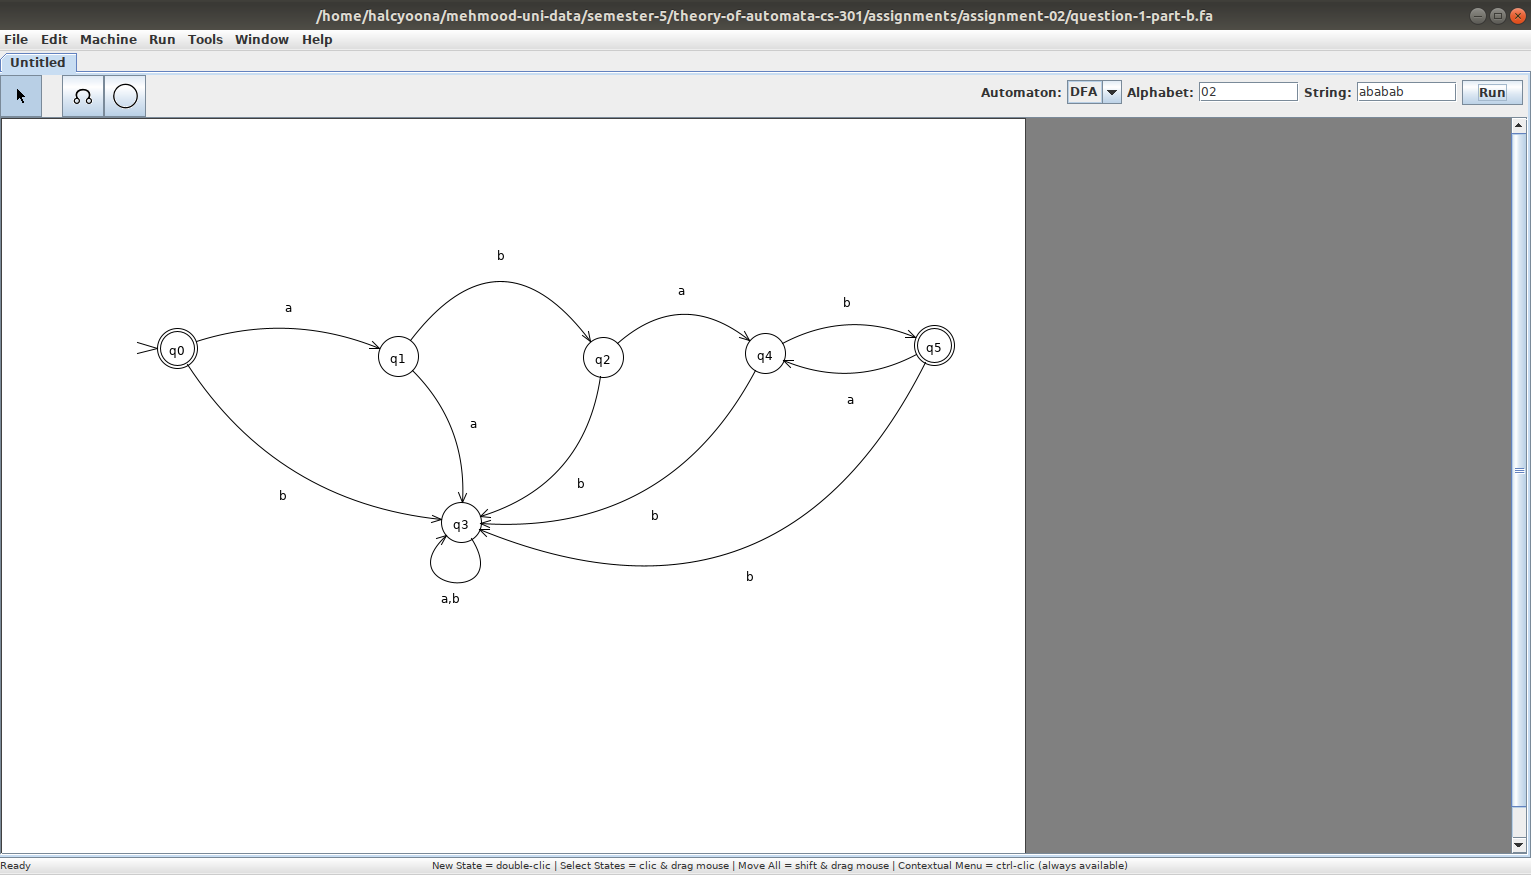 /home/halcyoona/mehmood-uni-data/semester-5/theory-of-automata-cs-301/assignments/assignment-02/question-1-part-b.fa
File Edit Machine Run Tools Window Help
Untitled
Automaton: DFA Alphabet: 02 String: ababab Run
b
a
b
a
q0
q1
q2
q4
q5
a
a
b
b
b
q3
b
a,b
Ready
New State = double-clic | Select States = clic & drag mouse | Move All = shift & drag mouse | Contextual Menu = ctrl-clic (always available)